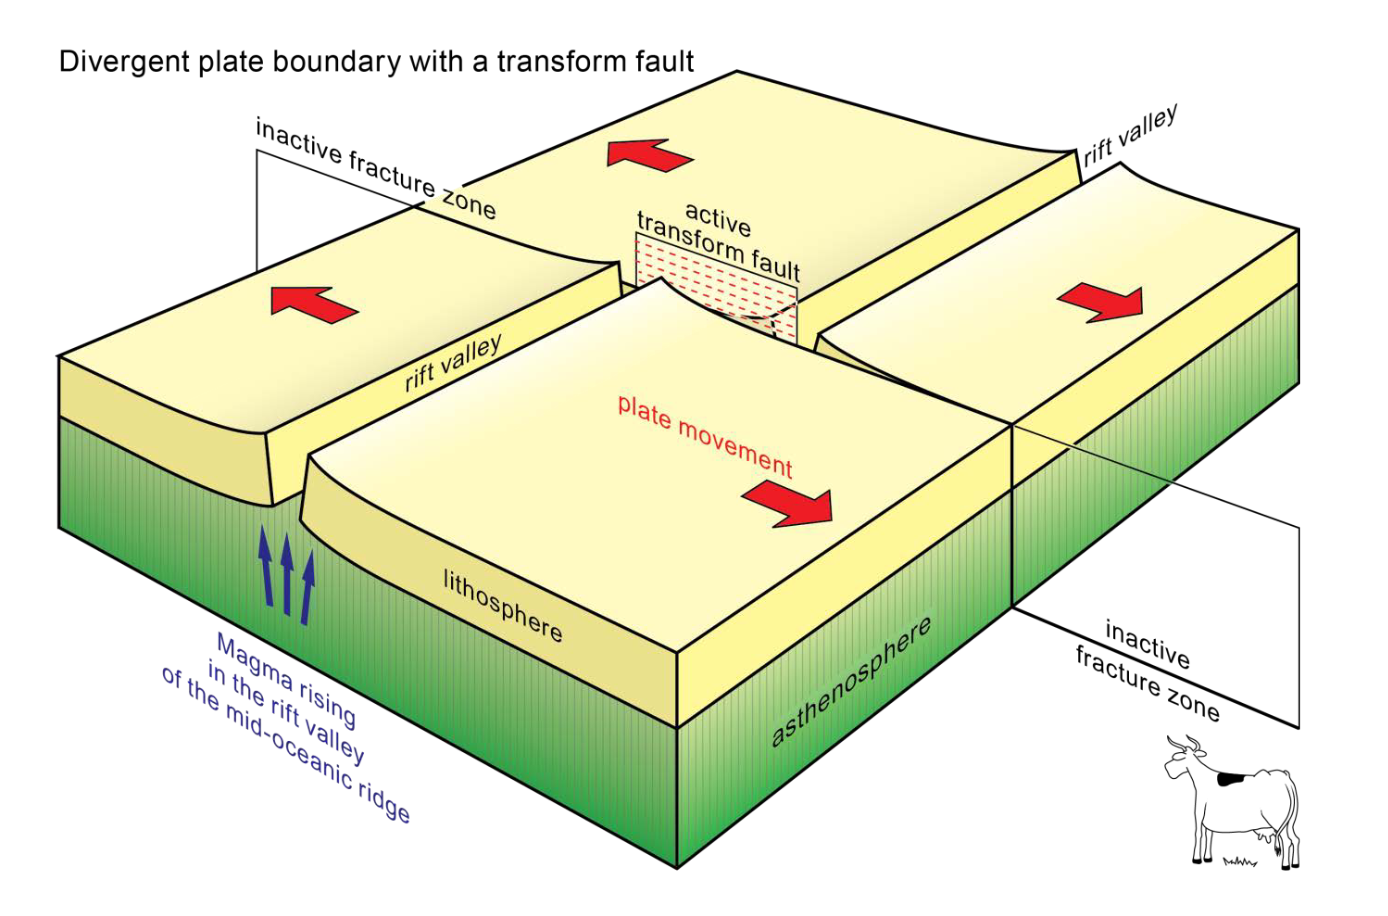 Divergent plate boundary with a transform fault
inactive fracture zone
rift valley
active
transform fault
rift valley
plate movement
lithosphere
asthenosphere
inactive
fracture zone
Magma rising
in the rift valley
of the mid-oceanic ridge